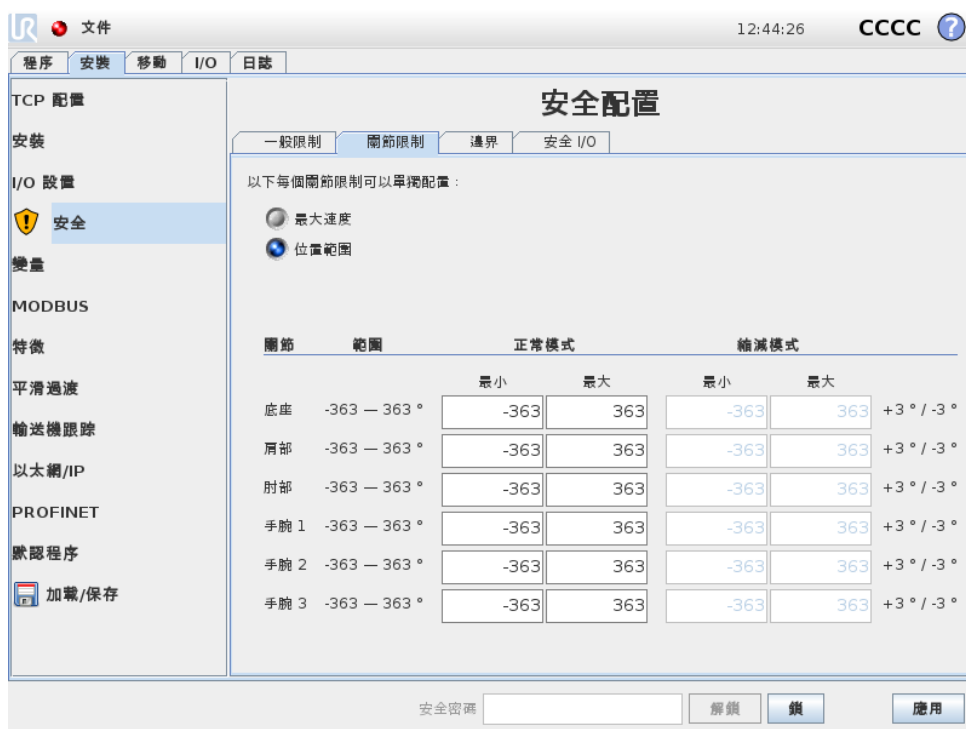 UR 文件 12:44:26 CCCC ?
程序 安裝 移動 I/O 日誌
TCP 配置
安裝
I/O 設置
安全
變量
MODBUS
特徵
平滑過渡
輸送機跟踪
以太網/IP
PROFINET
默認程序
加載/保存
安全配置
一般限制 關節限制 邊界 安全 I/O
以下每個關節限制可以單獨配置：
最大速度
位置範圍
關節 範圍 正常模式 縮減模式
最小 最大 最小 最大
底座 -363 — 363 ° -363 363 -363 363 +3 ° / -3 °
肩部 -363 — 363 ° -363 363 -363 363 +3 ° / -3 °
肘部 -363 — 363 ° -363 363 -363 363 +3 ° / -3 °
手腕 1 -363 — 363 ° -363 363 -363 363 +3 ° / -3 °
手腕 2 -363 — 363 ° -363 363 -363 363 +3 ° / -3 °
手腕 3 -363 — 363 ° -363 363 -363 363 +3 ° / -3 °
安全密碼 解鎖 鎖 應用